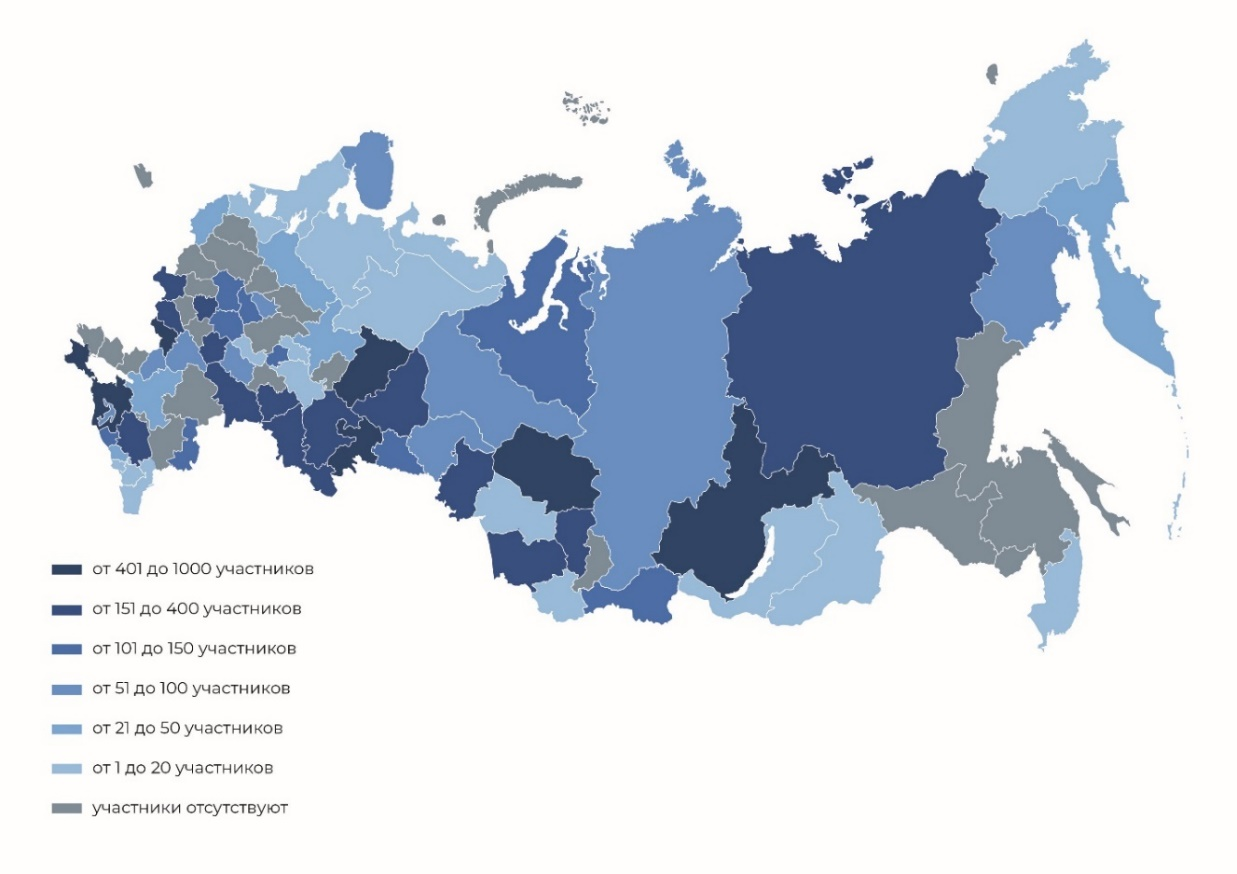 от 401 до 1000 участников
от 151 до 400 участников
от 101 до 150 участников
от 51 до 100 участников
от 21 до 50 участников
от 1 до 20 участников
участники отсутствуют